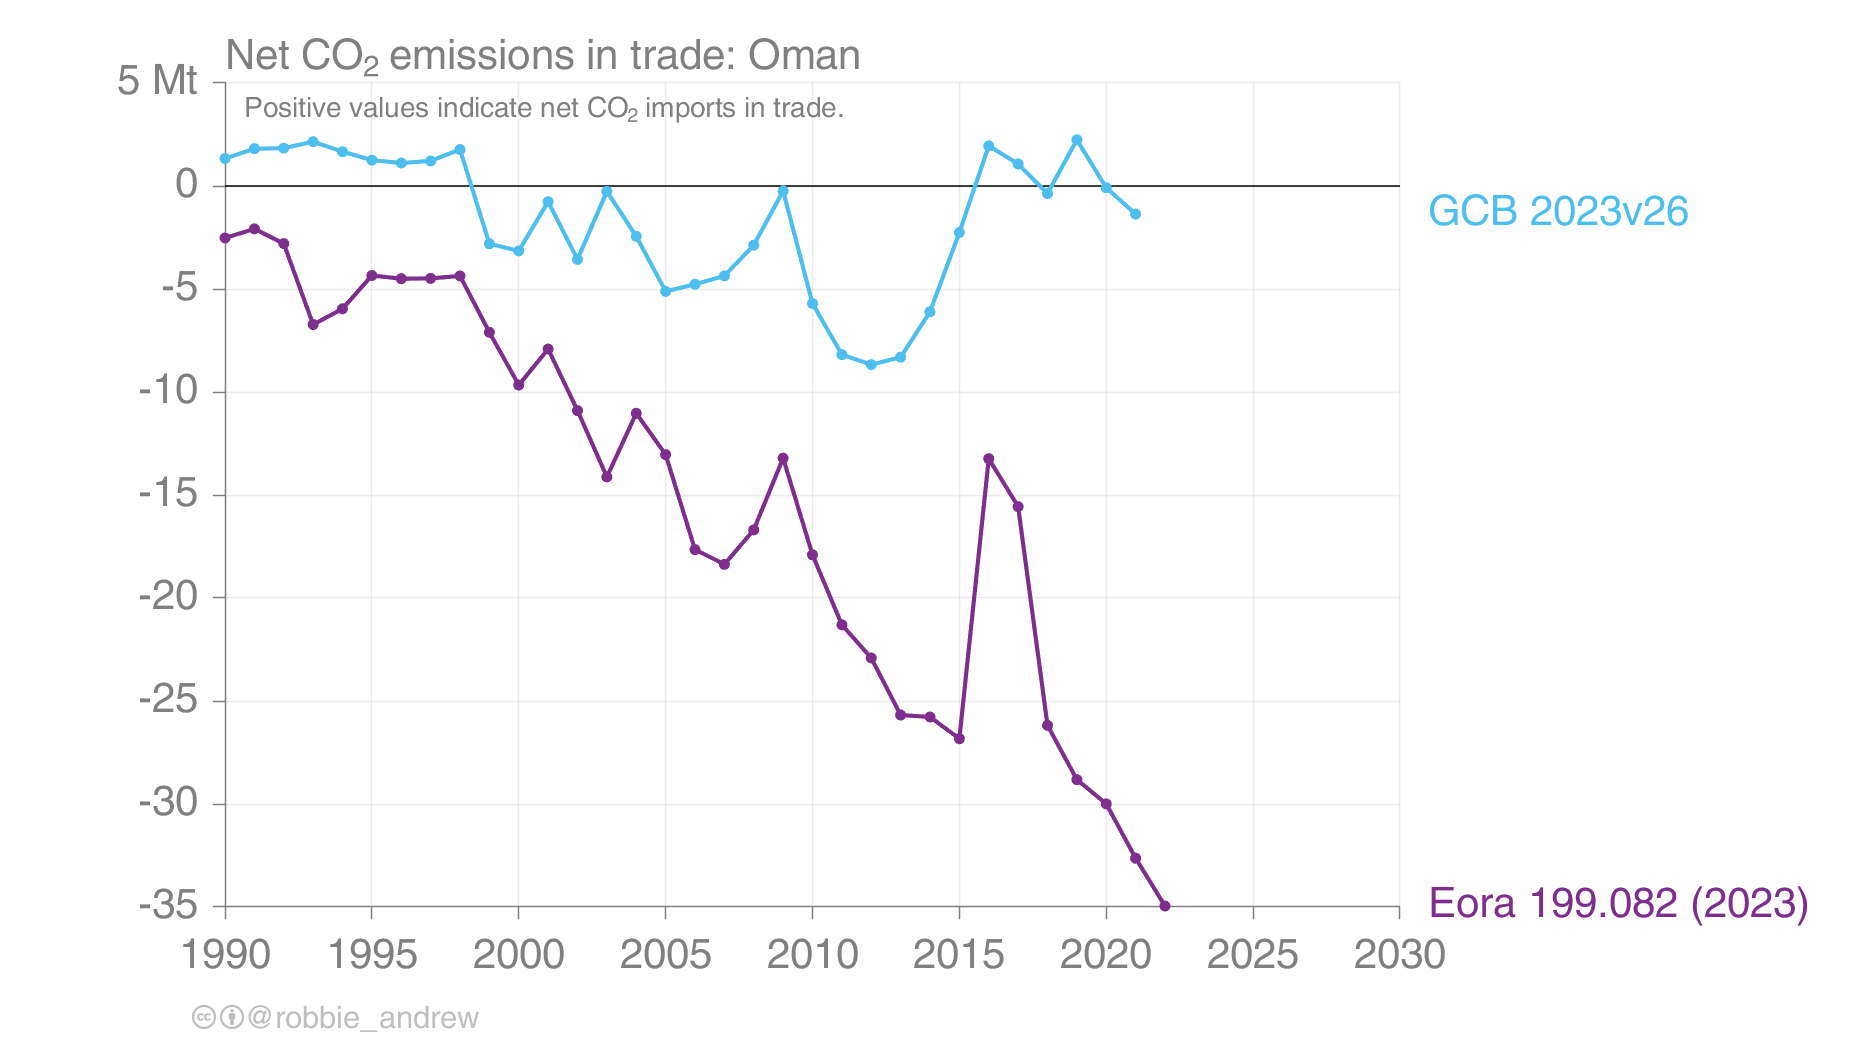 Net CO₂ emissions in trade: Oman
5 Mt
Positive values indicate net CO₂ imports in trade.
0
GCB 2023v26
-5
-10
-15
-20
-25
-30
-35
Eora 199.082 (2023)
1990 1995 2000 2005 2010 2015 2020 2025 2030
cc @robbie_andrew